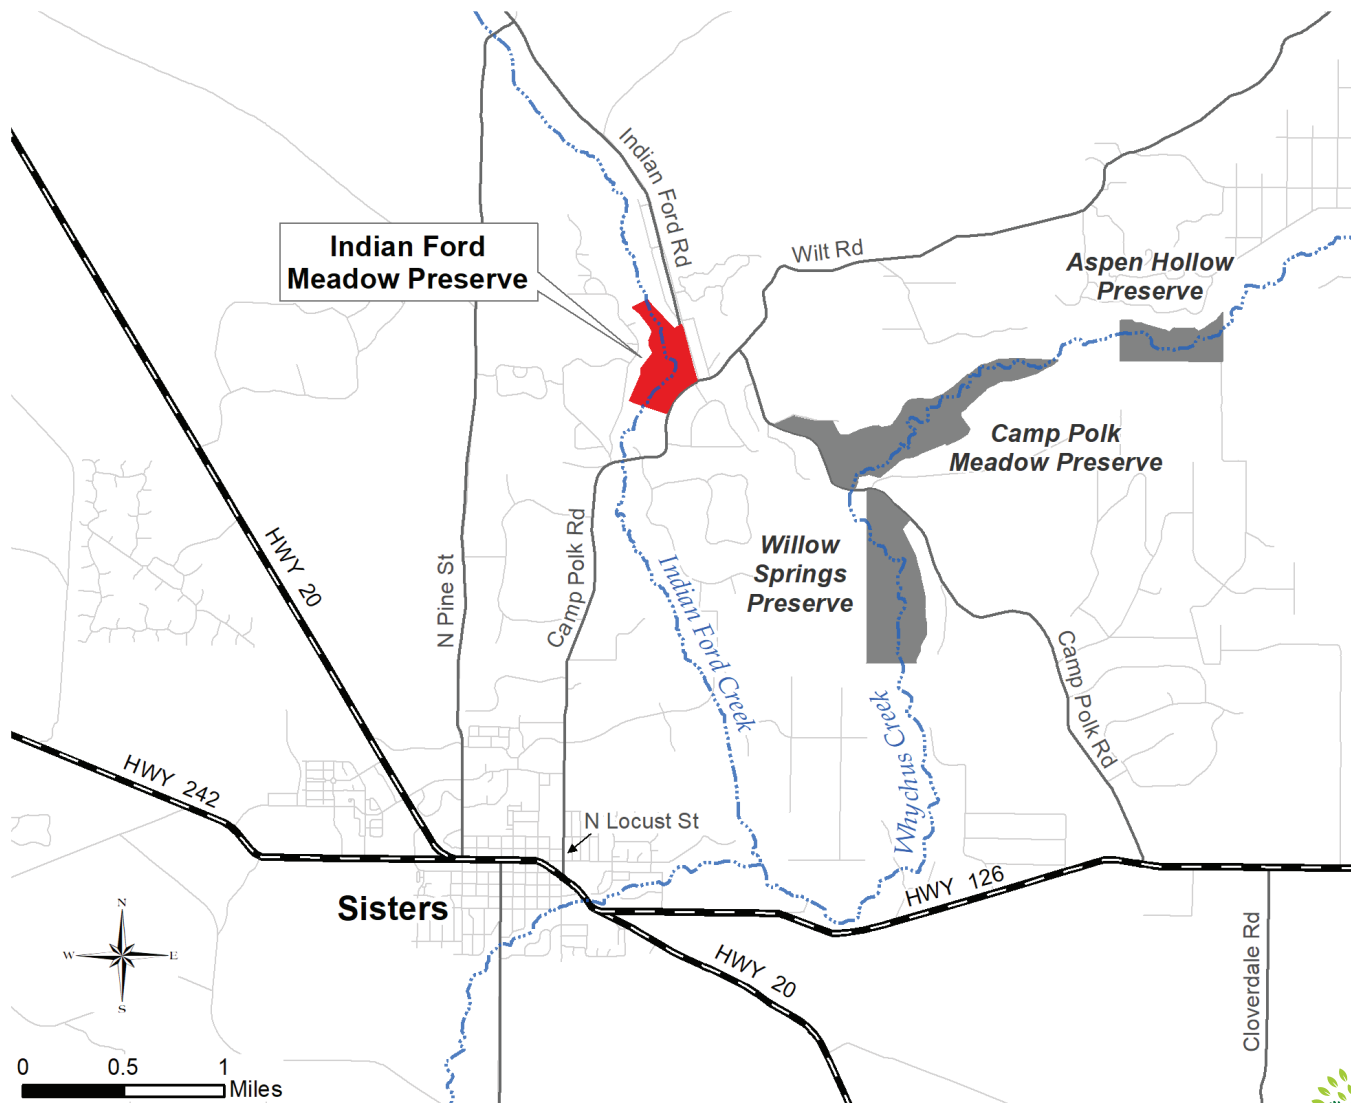 Indian Ford Rd
Wilt Rd
Indian Ford
Meadow Preserve
Aspen Hollow
Preserve
Camp Polk
Meadow Preserve
HWY 20
N Pine St
Camp Polk Rd
Indian Ford Creek
Willow
Springs
Preserve
Whychus Creek
Camp Polk Rd
HWY 242
N Locust St
Sisters
HWY 126
HWY 20
Cloverdale Rd
N
W
E
S
0
0.5
1
Miles